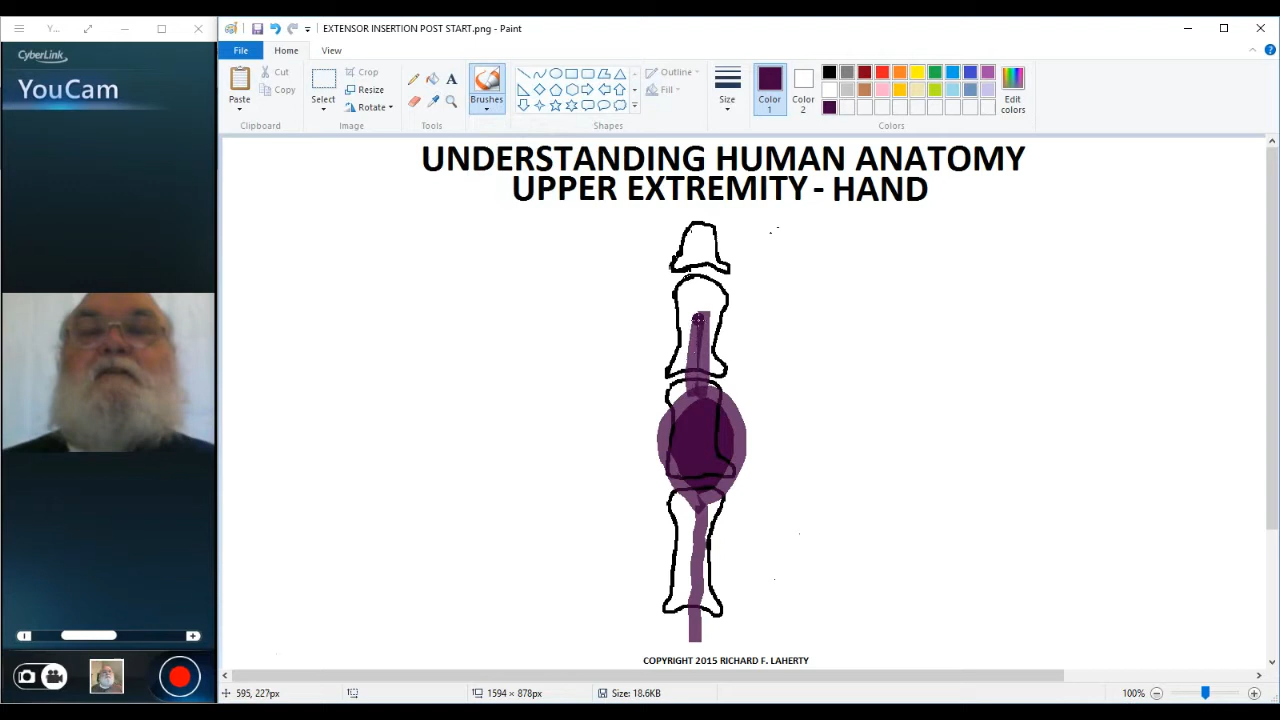 Y...
EXTENSOR INSERTION POST START.png - Paint
CyberLink
YouCam
File
Home
View
Paste
Cut
Copy
Clipboard
Select
Crop
Resize
Rotate
Image
A
Tools
Brushes
Shapes
Outline
Fill
Size
Color
1
Color
2
Colors
Edit
colors
UNDERSTANDING HUMAN ANATOMY
UPPER EXTREMITY - HAND
COPYRIGHT 2015 RICHARD F. LAHERTY
595, 227px
1594 × 878px
Size: 18.6KB
100%